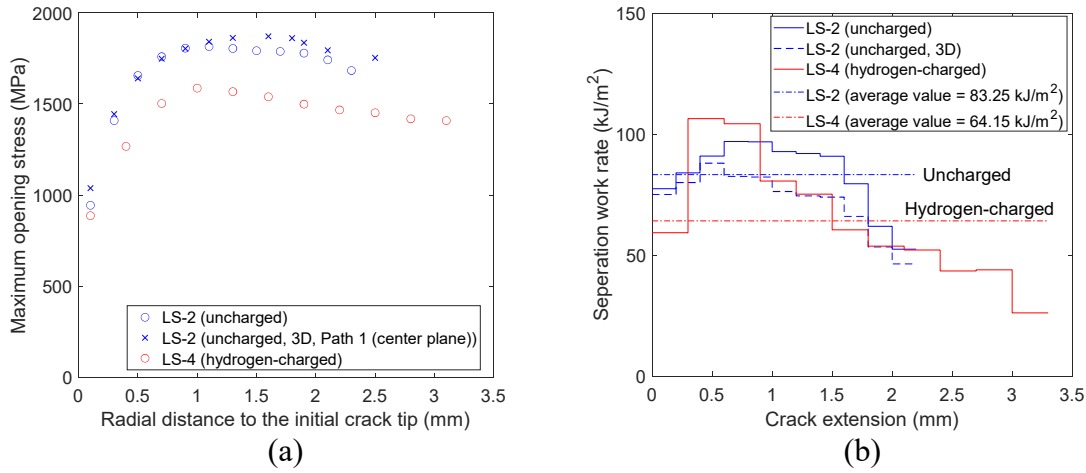 (a)
2000
1500
1000
500
0
Maximum opening stress (MPa)
LS-2 (uncharged)
LS-2 (uncharged, 3D, Path 1 (center plane))
LS-4 (hydrogen-charged)
0 0.5 1 1.5 2 2.5 3 3.5
Radial distance to the initial crack tip (mm)
150
100
50
0
Seperation work rate (kJ/m²)
LS-2 (uncharged)
LS-2 (uncharged, 3D)
LS-4 (hydrogen-charged)
LS-2 (average value = 83.25 kJ/m²)
LS-4 (average value = 64.15 kJ/m²)
Uncharged
Hydrogen-charged
0 0.5 1 1.5 2 2.5 3 3.5
Crack extension (mm)
(b)